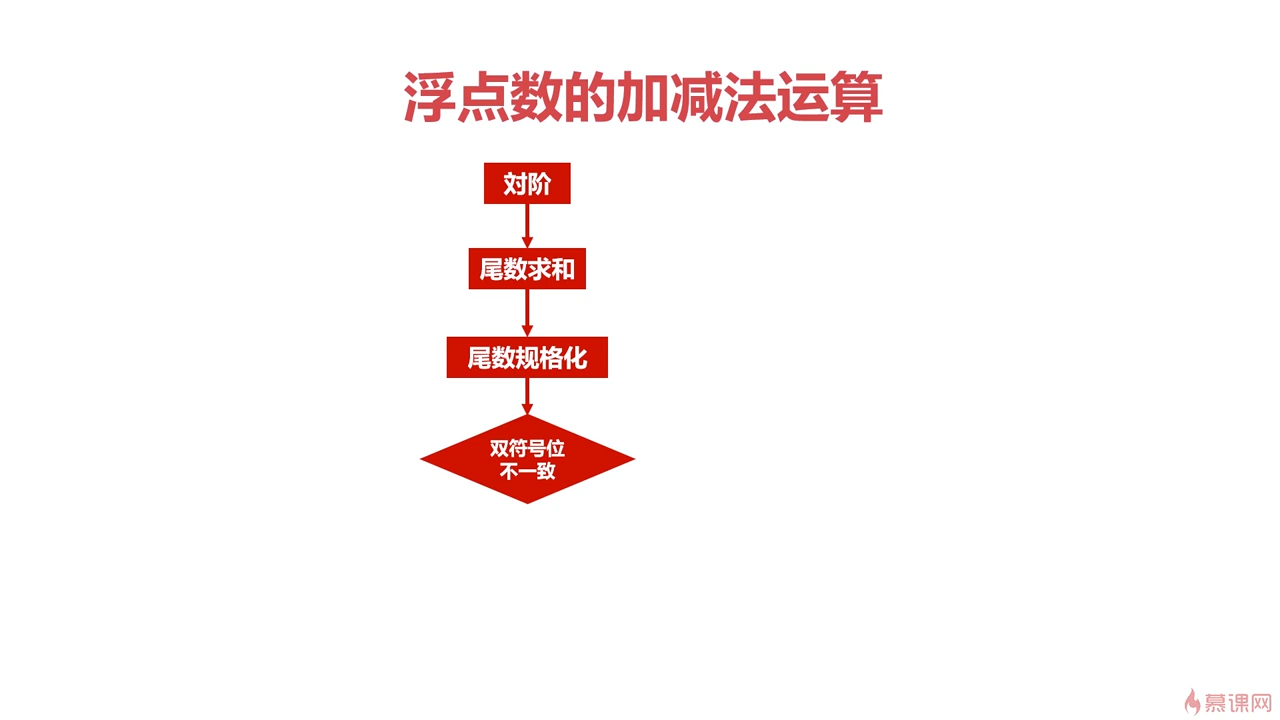 浮点数的加减法运算
对阶
尾数求和
尾数规格化
双符号位
不一致
慕课网